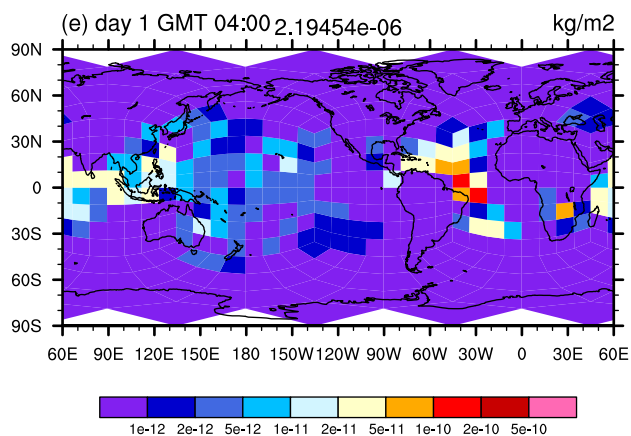 (e) day 1 GMT 04:00 2.19454e-06 kg/m2
90N
60N
30N
0
30S
60S
90S
60E 90E 120E 150E 180 150W 120W 90W 60W 30W 0 30E 60E
1e-12 2e-12 5e-12 1e-11 2e-11 5e-11 1e-10 2e-10 5e-10